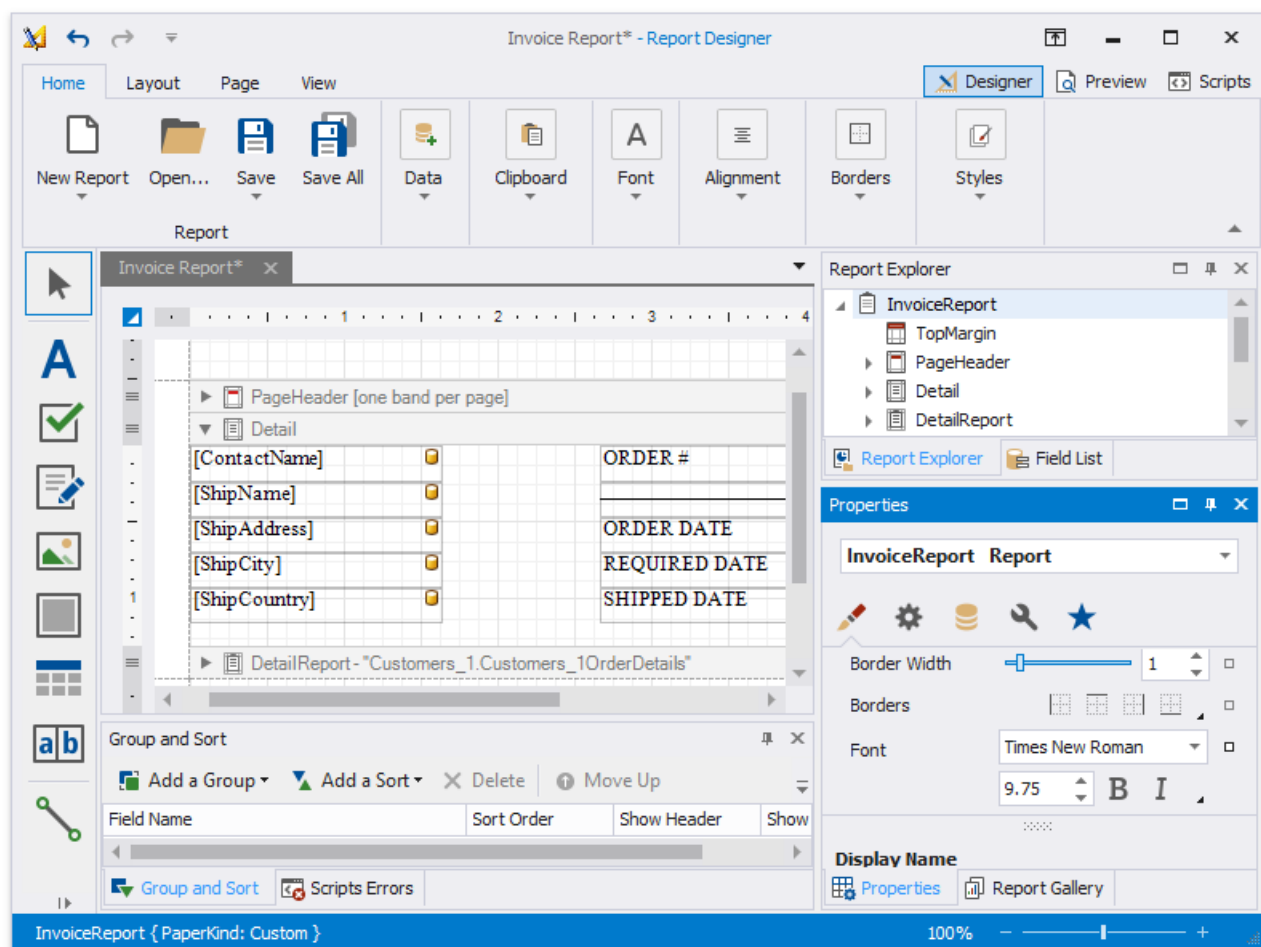 Invoice Report* - Report Designer
Home Layout Page View Designer Preview Scripts
New Report Open... Save Save All Data Clipboard Font Alignment Borders Styles
Report
Invoice Report*
1 2 3 4
PageHeader [one band per page]
Detail
[ContactName] ORDER #
[ShipName]
[ShipAddress] ORDER DATE
[ShipCity] REQUIRED DATE
1
[ShipCountry] SHIPPED DATE
DetailReport - "Customers_1.Customers_1OrderDetails"
Group and Sort
Add a Group Add a Sort Delete Move Up
Field Name Sort Order Show Header Show
Group and Sort Scripts Errors
Report Explorer
InvoiceReport
TopMargin
PageHeader
Detail
DetailReport
Report Explorer Field List
Properties
InvoiceReport Report
Border Width 1
Borders
Font Times New Roman
9.75 B I
Display Name
Properties Report Gallery
InvoiceReport { PaperKind: Custom } 100% − +